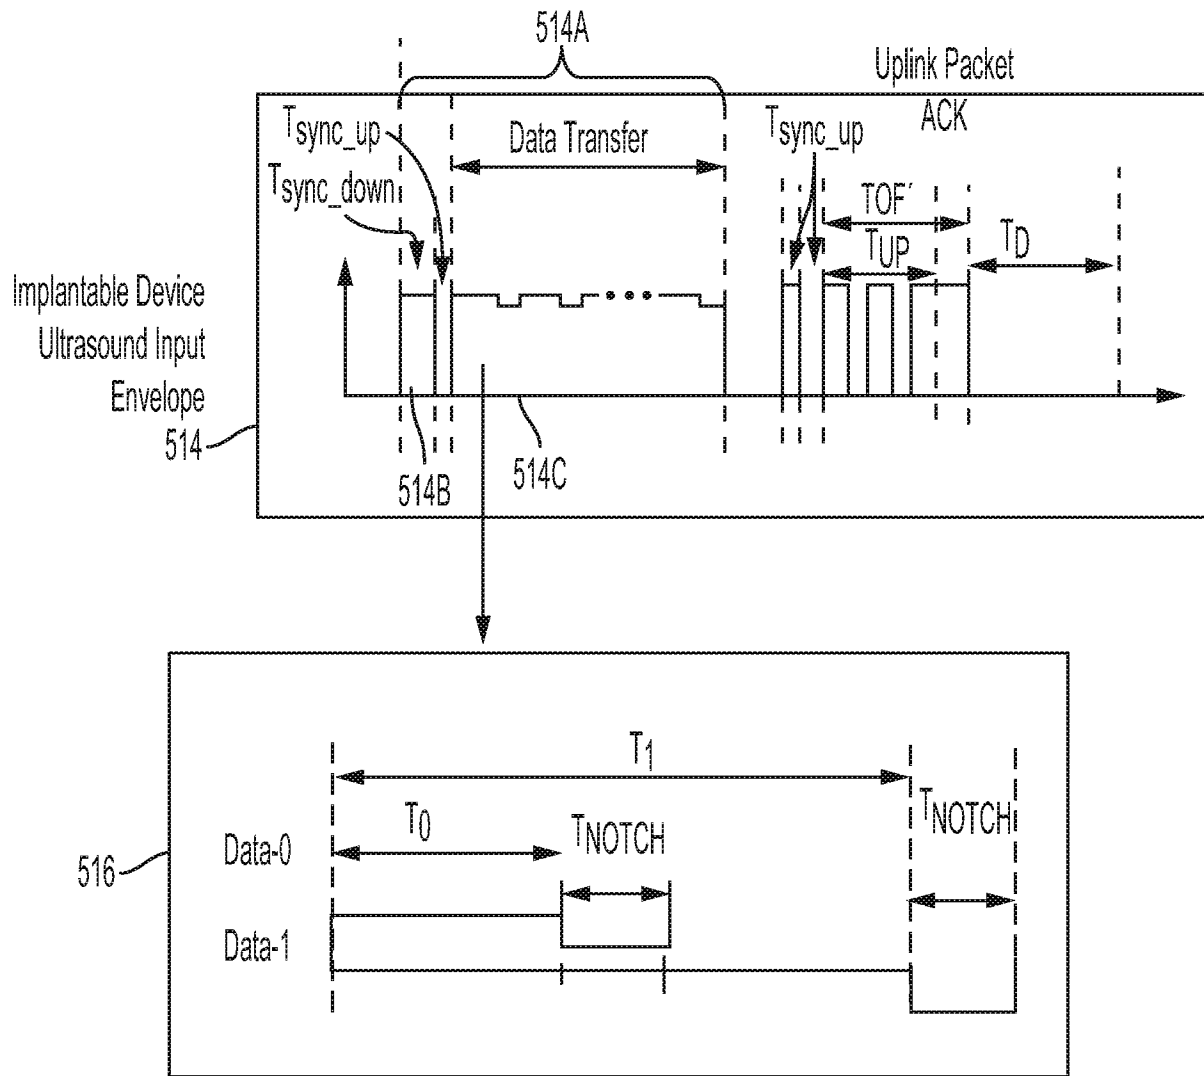 514A
Uplink Packet
ACK
Tsync_up
Data Transfer
Tsync_up
Tsync_down
TOF′
TUP
TD
Implantable Device
Ultrasound Input
Envelope
514
514B
514C
T1
T0
TNOTCH
TNOTCH
Data-0
516
Data-1